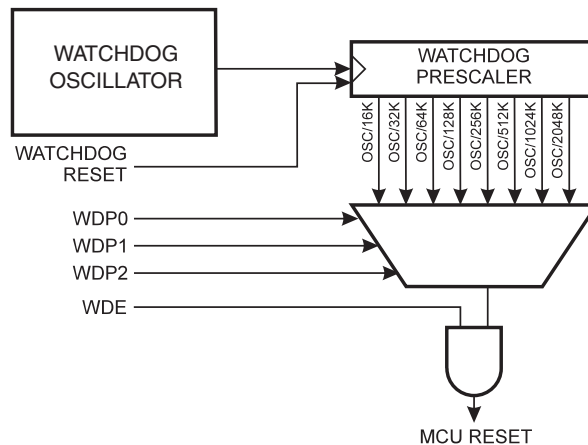 WATCHDOG
OSCILLATOR
WATCHDOG
PRESCALER
WATCHDOG
RESET
OSC/16K
OSC/32K
OSC/64K
OSC/128K
OSC/256K
OSC/512K
OSC/1024K
OSC/2048K
WDP0
WDP1
WDP2
WDE
MCU RESET